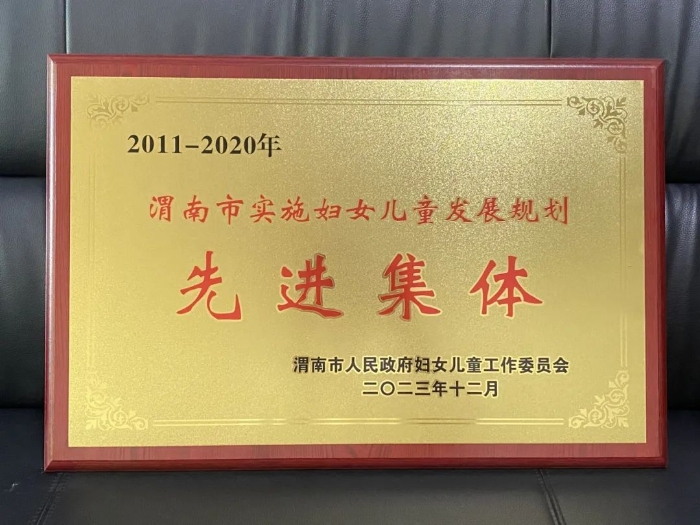 2011-2020年
渭南市实施妇女儿童发展规划
先进集体
渭南市人民政府妇女儿童工作委员会
二〇二三年十二月